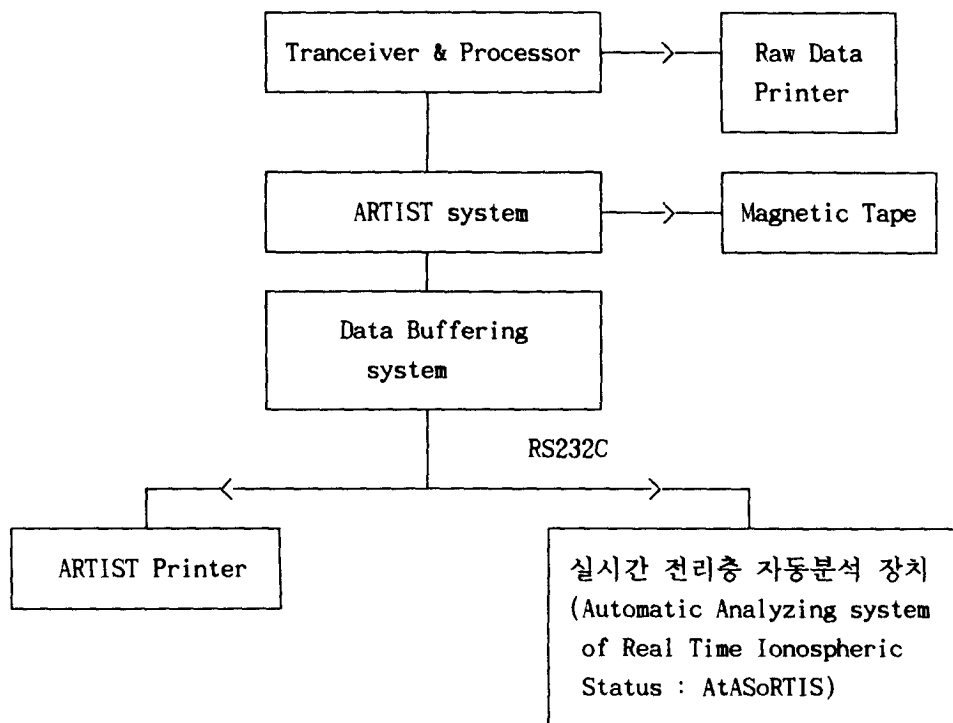 Tranceiver & Processor
Raw Data
Printer
ARTIST system
Magnetic Tape
Data Buffering
system
RS232C
ARTIST Printer
실시간 전리층 자동분석 장치
(Automatic Analyzing system
of Real Time Ionospheric
Status : AtASoRTIS)